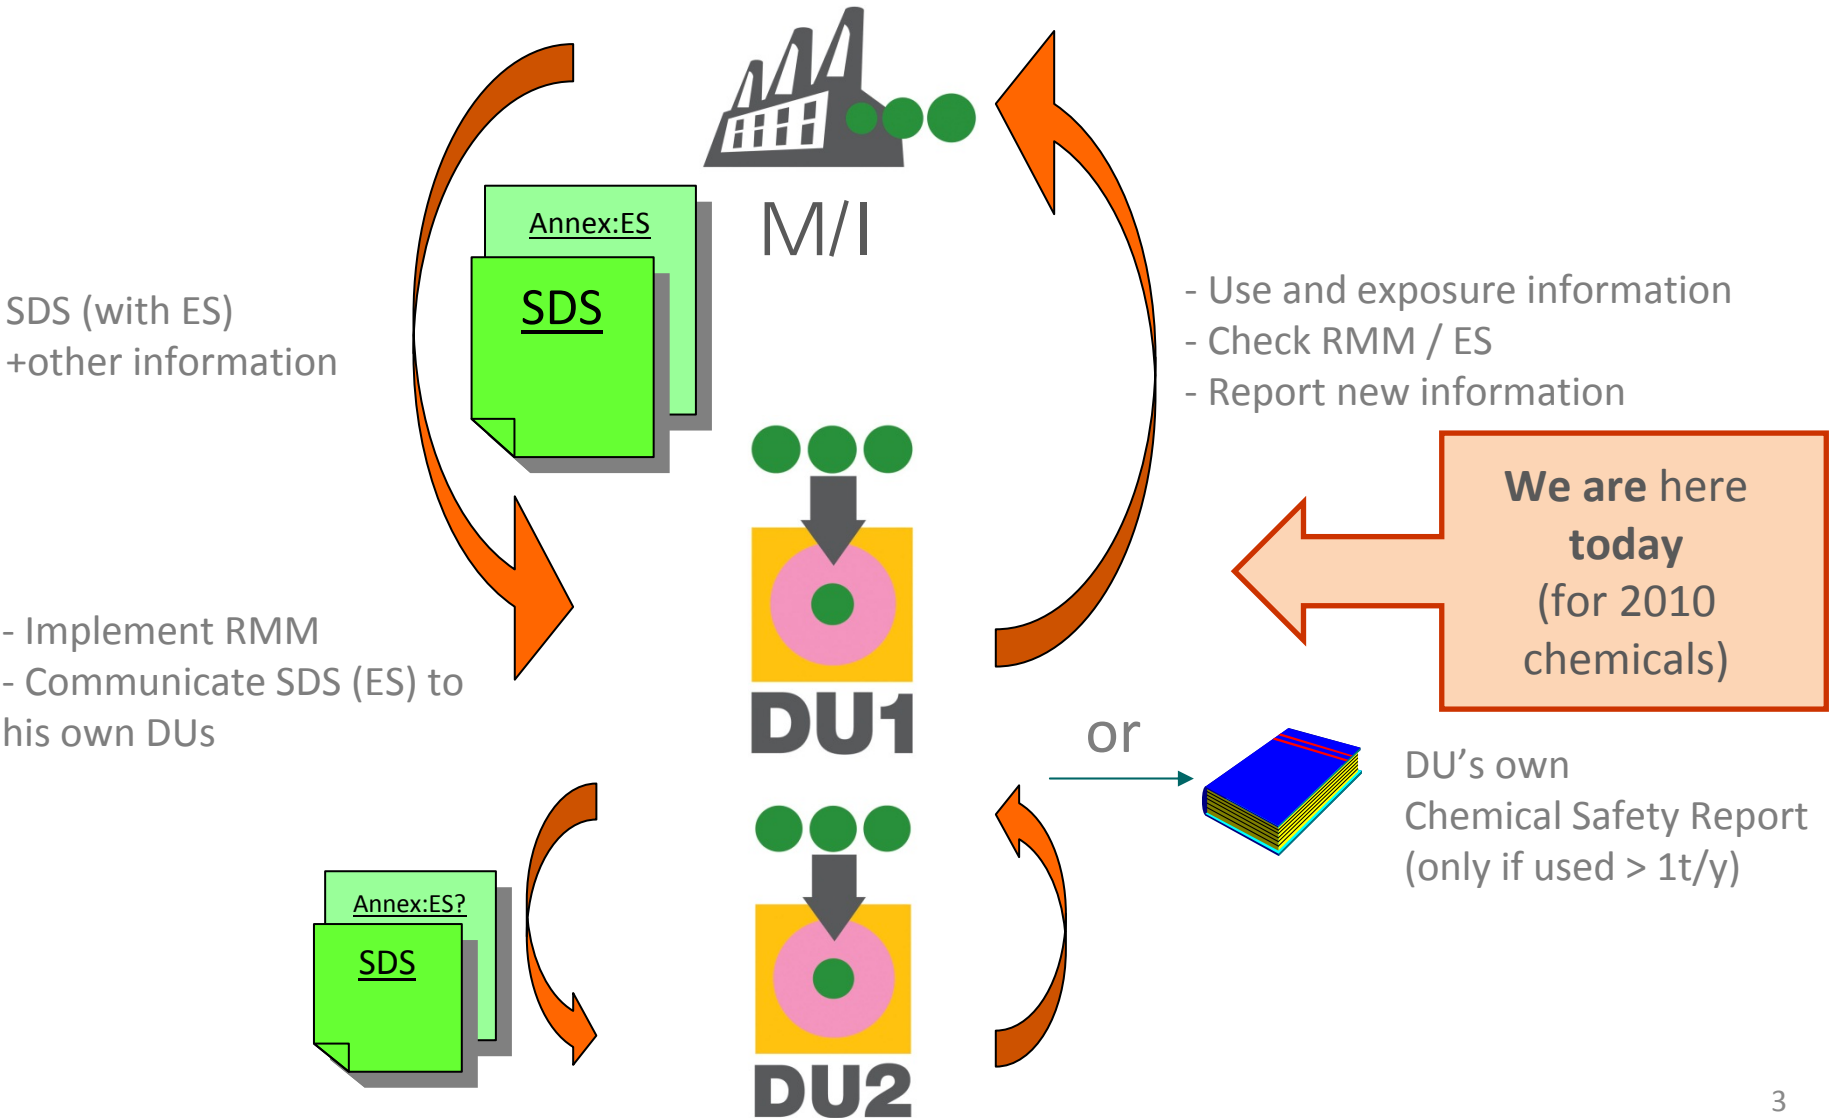 M/I
Annex:ES
SDS
SDS (with ES)
+other information
- Use and exposure information
- Check RMM / ES
- Report new information
We are here
today
(for 2010
chemicals)
- Implement RMM
- Communicate SDS (ES) to
his own DUs
DU1
or
DU's own
Chemical Safety Report
(only if used > 1t/y)
Annex:ES?
SDS
DU2
3